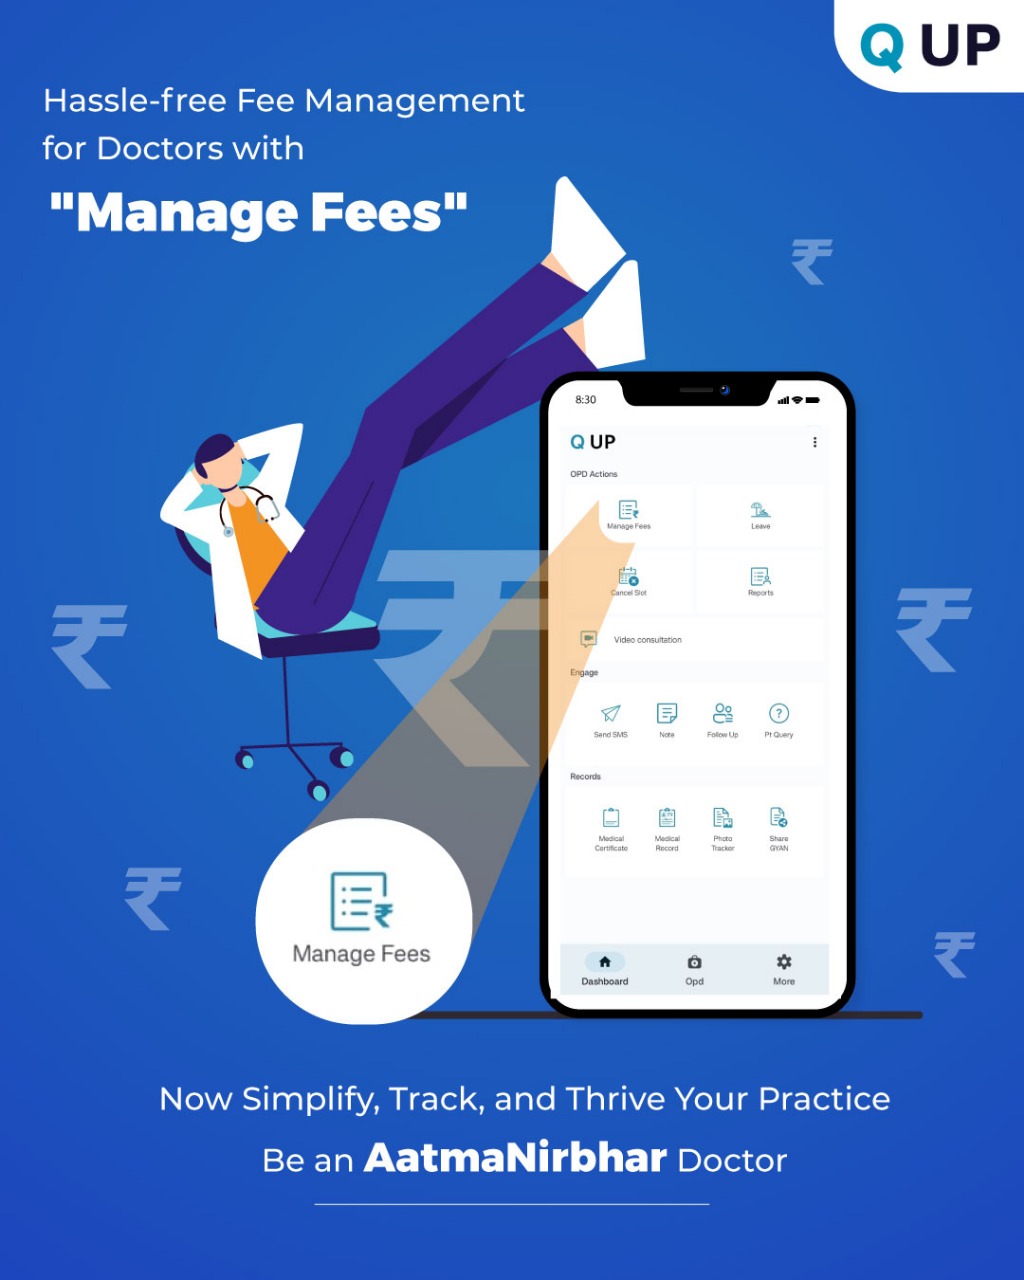 Q UP
Hassle-free Fee Management
for Doctors with
"Manage Fees"
8:30
Q UP
OPD Actions
Manage Fees
Leave
Cancel Slot
Reports
Video consultation
Engage
Send SMS
Note
Follow Up
Pt Query
Records
Medical
Certificate
Medical
Record
Photo
Tracker
Share
GYAN
Dashboard
Opd
More
Manage Fees
Now Simplify, Track, and Thrive Your Practice
Be an AatmaNirbhar Doctor